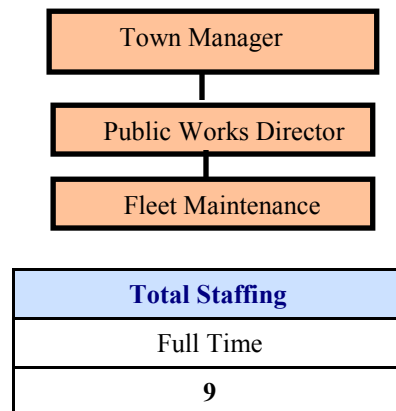 Town Manager
Public Works Director
Fleet Maintenance
Total Staffing
Full Time
9